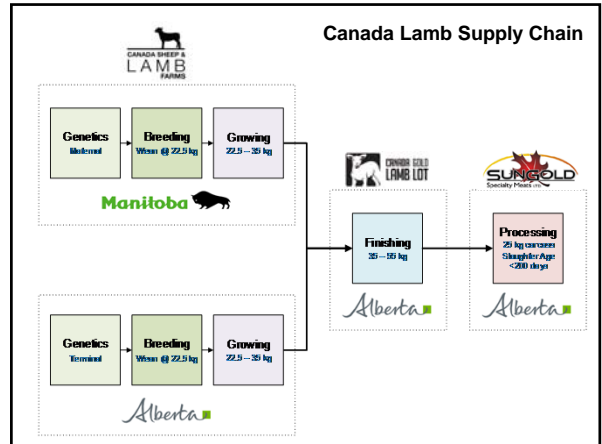 Canada Lamb Supply Chain
CANADA SHEEP &
LAMB
FARMS
Genetics
Maternal
Breeding
Wean @ 22.5 kg
Growing
22.5 – 35 kg
Manitoba
CANADA GOLD
LAMB LOT
Finishing
35 – 55 kg
Alberta
SUNGOLD
Specialty Meats LTD.
Processing
25 kg carcass
Slaughter Age
<200 days
Alberta
Genetics
Terminal
Breeding
Wean @ 22.5 kg
Growing
22.5 – 35 kg
Alberta